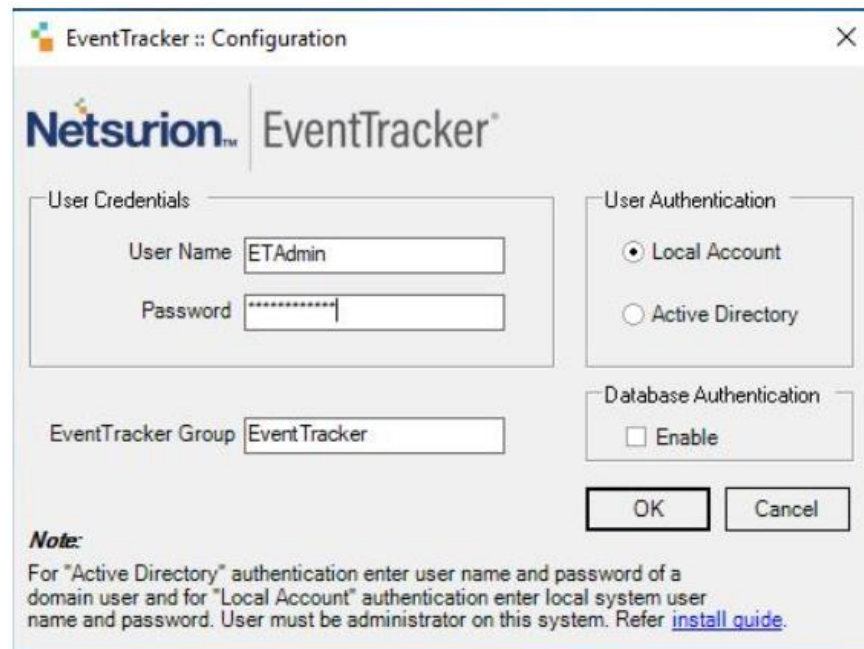 EventTracker :: Configuration
Netsurion™ EventTracker®
User Credentials
User Name ETAdmin
Password ************
EventTracker Group EventTracker
User Authentication
Local Account
Active Directory
Database Authentication
Enable
OK Cancel
Note:
For "Active Directory" authentication enter user name and password of a
domain user and for "Local Account" authentication enter local system user
name and password. User must be administrator on this system. Refer install guide.